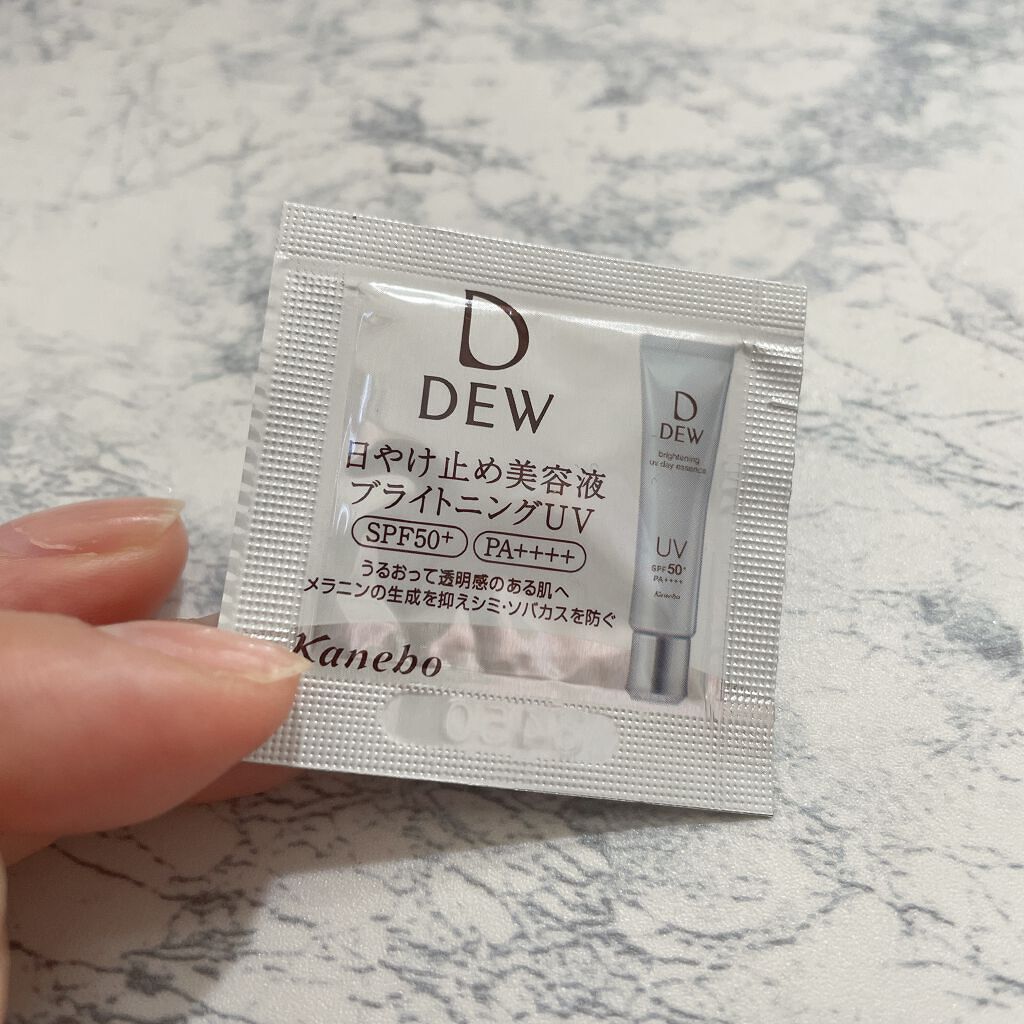 D
DEW
日やけ止め美容液
ブライトニングUV
SPF50+ PA++++
うるおって透明感のある肌へ
メラニンの生成を抑えシミ・ソバカスを防ぐ
Kanebo
D
DEW
brightening
uv day essence
UV
SPF50+
PA++++
Kanebo